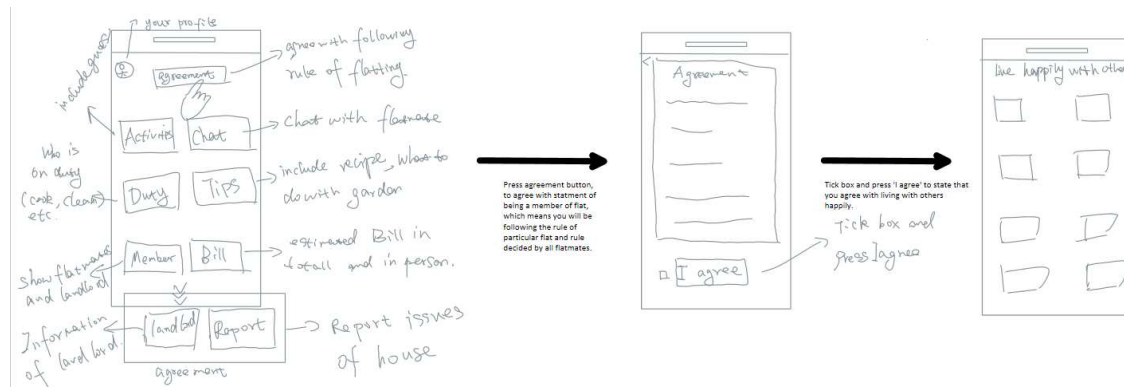 your profile
include guest
agreement
agree with following
rule of flatting.
Activities
Chat
chat with flatmate
Who is
on duty
(cook, clean)
etc.
Duty
Tips
include recipe, what to
do with garden
Member
Bill
estimated Bill in
totall and in person.
Show flatmate
and landlord
landlord
Report
Information
of landlord.
Report issues
of house
agreement
Press agreement button,
to agree with statment of
being a member of flat,
which means you will be
following the rule of
particular flat and rule
decided by all flatmates.
Agreement
I agree
Tick box and press 'I agree' to state that
you agree with living with others
happily.
Tick box and
press I agree
Live happily with other